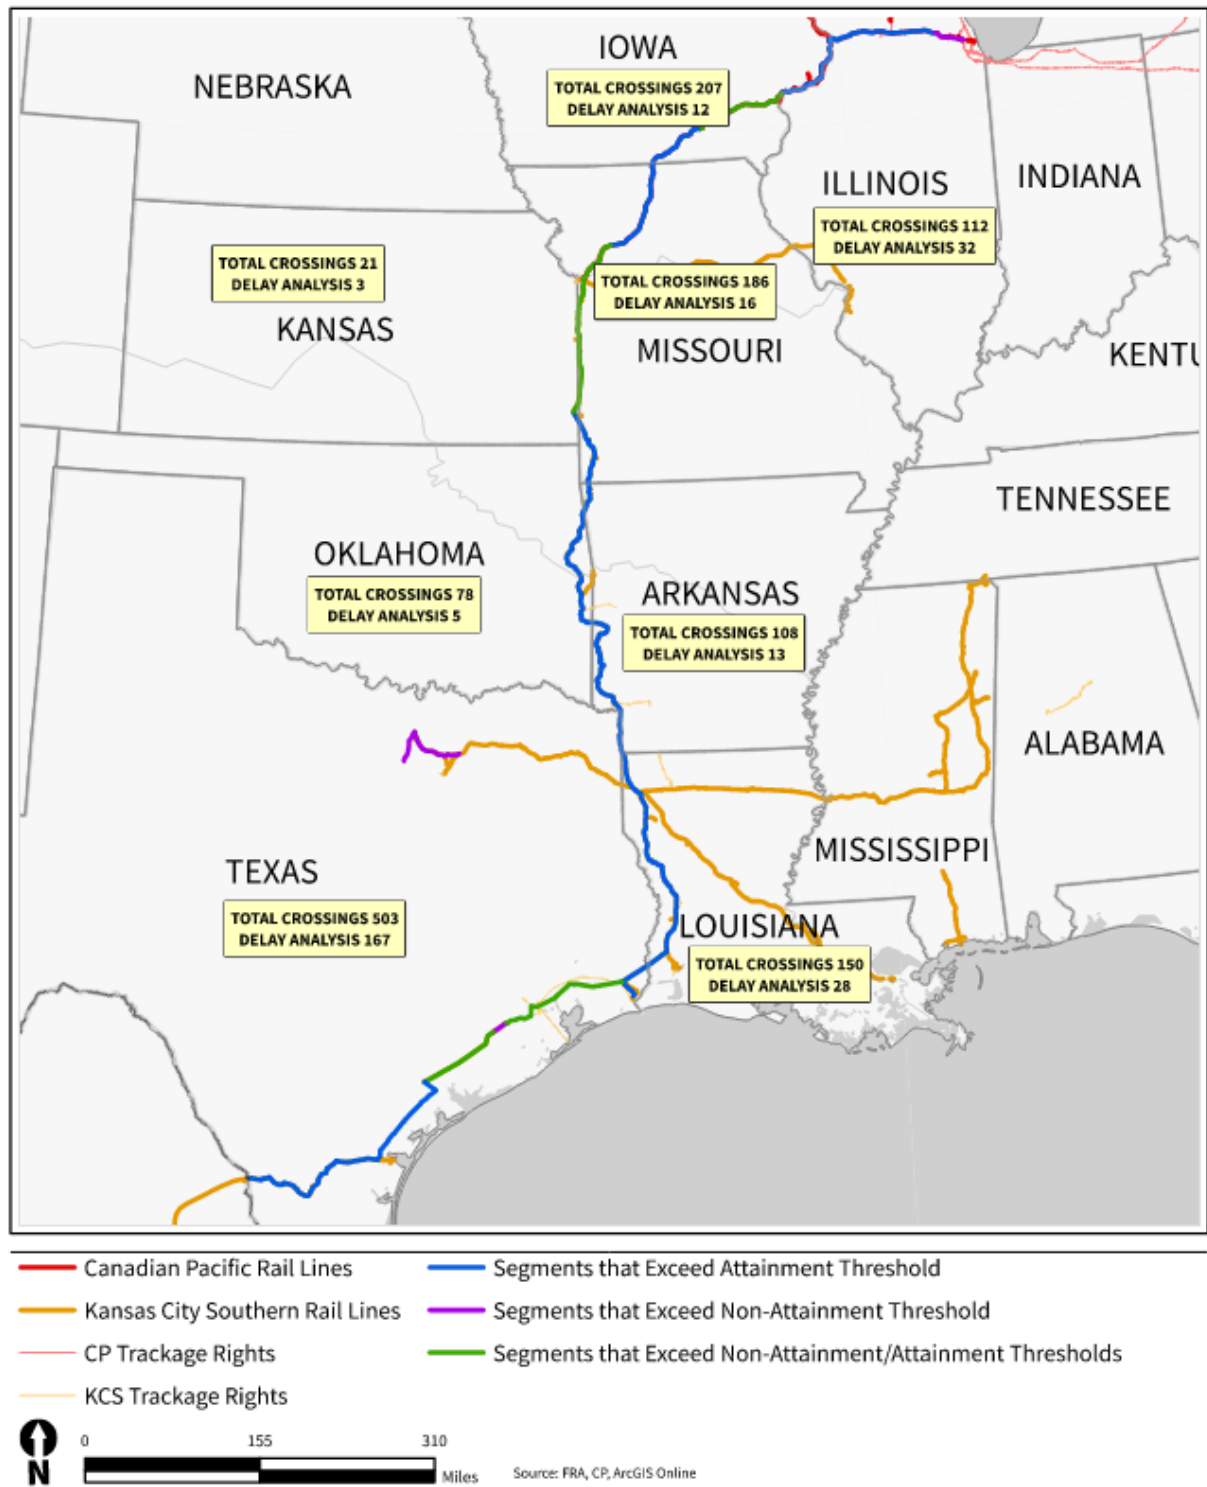 IOWA
NEBRASKA
TOTAL CROSSINGS 207
DELAY ANALYSIS 12
ILLINOIS
INDIANA
TOTAL CROSSINGS 112
DELAY ANALYSIS 32
TOTAL CROSSINGS 21
DELAY ANALYSIS 3
TOTAL CROSSINGS 186
DELAY ANALYSIS 16
KANSAS
MISSOURI
KENTU
TENNESSEE
OKLAHOMA
TOTAL CROSSINGS 78
DELAY ANALYSIS 5
ARKANSAS
TOTAL CROSSINGS 108
DELAY ANALYSIS 13
ALABAMA
MISSISSIPPI
TEXAS
TOTAL CROSSINGS 503
DELAY ANALYSIS 167
LOUISIANA
TOTAL CROSSINGS 150
DELAY ANALYSIS 28
Canadian Pacific Rail Lines
Kansas City Southern Rail Lines
CP Trackage Rights
KCS Trackage Rights
Segments that Exceed Attainment Threshold
Segments that Exceed Non-Attainment Threshold
Segments that Exceed Non-Attainment/Attainment Thresholds
N
0 155 310
Miles
Source: FRA, CP, ArcGIS Online